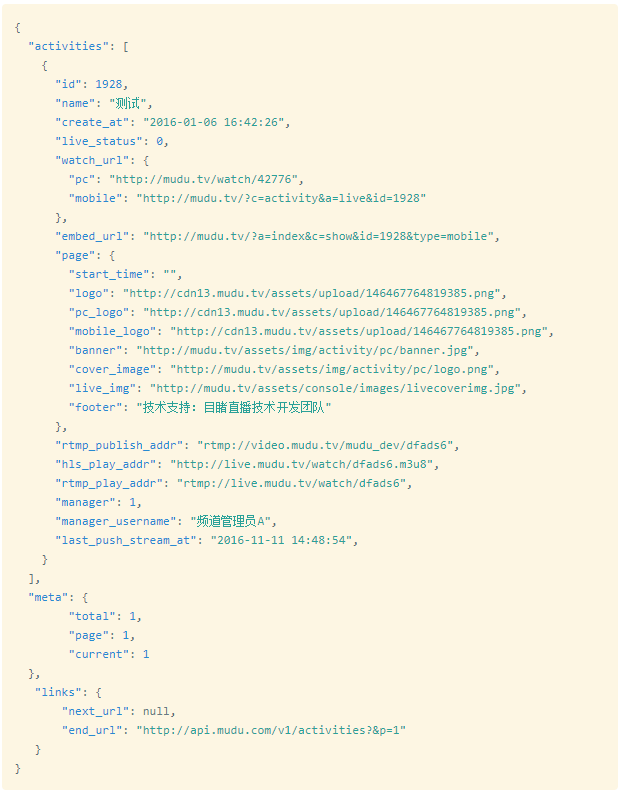 {
  "activities": [
    {
      "id": 1928,
      "name": "测试",
      "create_at": "2016-01-06 16:42:26",
      "live_status": 0,
      "watch_url": {
        "pc": "http://mudu.tv/watch/42776",
        "mobile": "http://mudu.tv/?c=activity&a=live&id=1928"
      },
      "embed_url": "http://mudu.tv/?a=index&c=show&id=1928&type=mobile",
      "page": {
        "start_time": "",
        "logo": "http://cdn13.mudu.tv/assets/upload/146467764819385.png",
        "pc_logo": "http://cdn13.mudu.tv/assets/upload/146467764819385.png",
        "mobile_logo": "http://cdn13.mudu.tv/assets/upload/146467764819385.png",
        "banner": "http://mudu.tv/assets/img/activity/pc/banner.jpg",
        "cover_image": "http://mudu.tv/assets/img/activity/pc/logo.png",
        "live_img": "http://mudu.tv/assets/console/images/livecoverimg.jpg",
        "footer": "技术支持: 目睹直播技术开发团队"
      },
      "rtmp_publish_addr": "rtmp://video.mudu.tv/mudu_dev/dfads6",
      "hls_play_addr": "http://live.mudu.tv/watch/dfads6.m3u8",
      "rtmp_play_addr": "rtmp://live.mudu.tv/watch/dfads6",
      "manager": 1,
      "manager_username": "频道管理员A",
      "last_push_stream_at": "2016-11-11 14:48:54",
    }
  ],
  "meta": {
        "total": 1,
        "page": 1,
        "current": 1
  },
   "links": {
       "next_url": null,
       "end_url": "http://api.mudu.com/v1/activities?&p=1"
   }
}